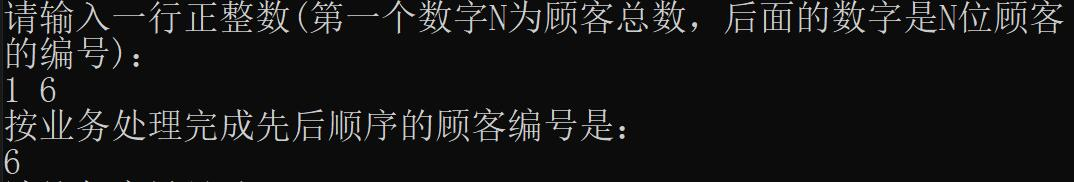 请输入一行正整数(第一个数字N为顾客总数，后面的数字是N位顾客
的编号)：
1 6
按业务处理完成先后顺序的顾客编号是：
6